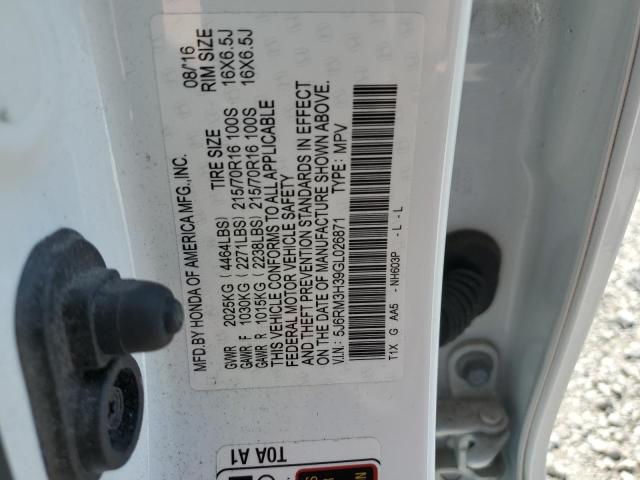 MFD.BY HONDA OF AMERICA MFG.,INC. 08/'16
TIRE SIZE RIM SIZE
GVWR 2025KG (4464LBS)
GAWR F 1030KG (2271LBS) 215/70R16 100S 16X6.5J
GAWR R 1015KG (2238LBS) 215/70R16 100S 16X6.5J
THIS VEHICLE CONFORMS TO ALL APPLICABLE
FEDERAL MOTOR VEHICLE SAFETY
AND THEFT PREVENTION STANDARDS IN EFFECT
ON THE DATE OF MANUFACTURE SHOWN ABOVE.
V.I.N.: 5J6RM3H39GL026871 TYPE: MPV
T1X G AA5 - NH603P - L - L
T0A A1